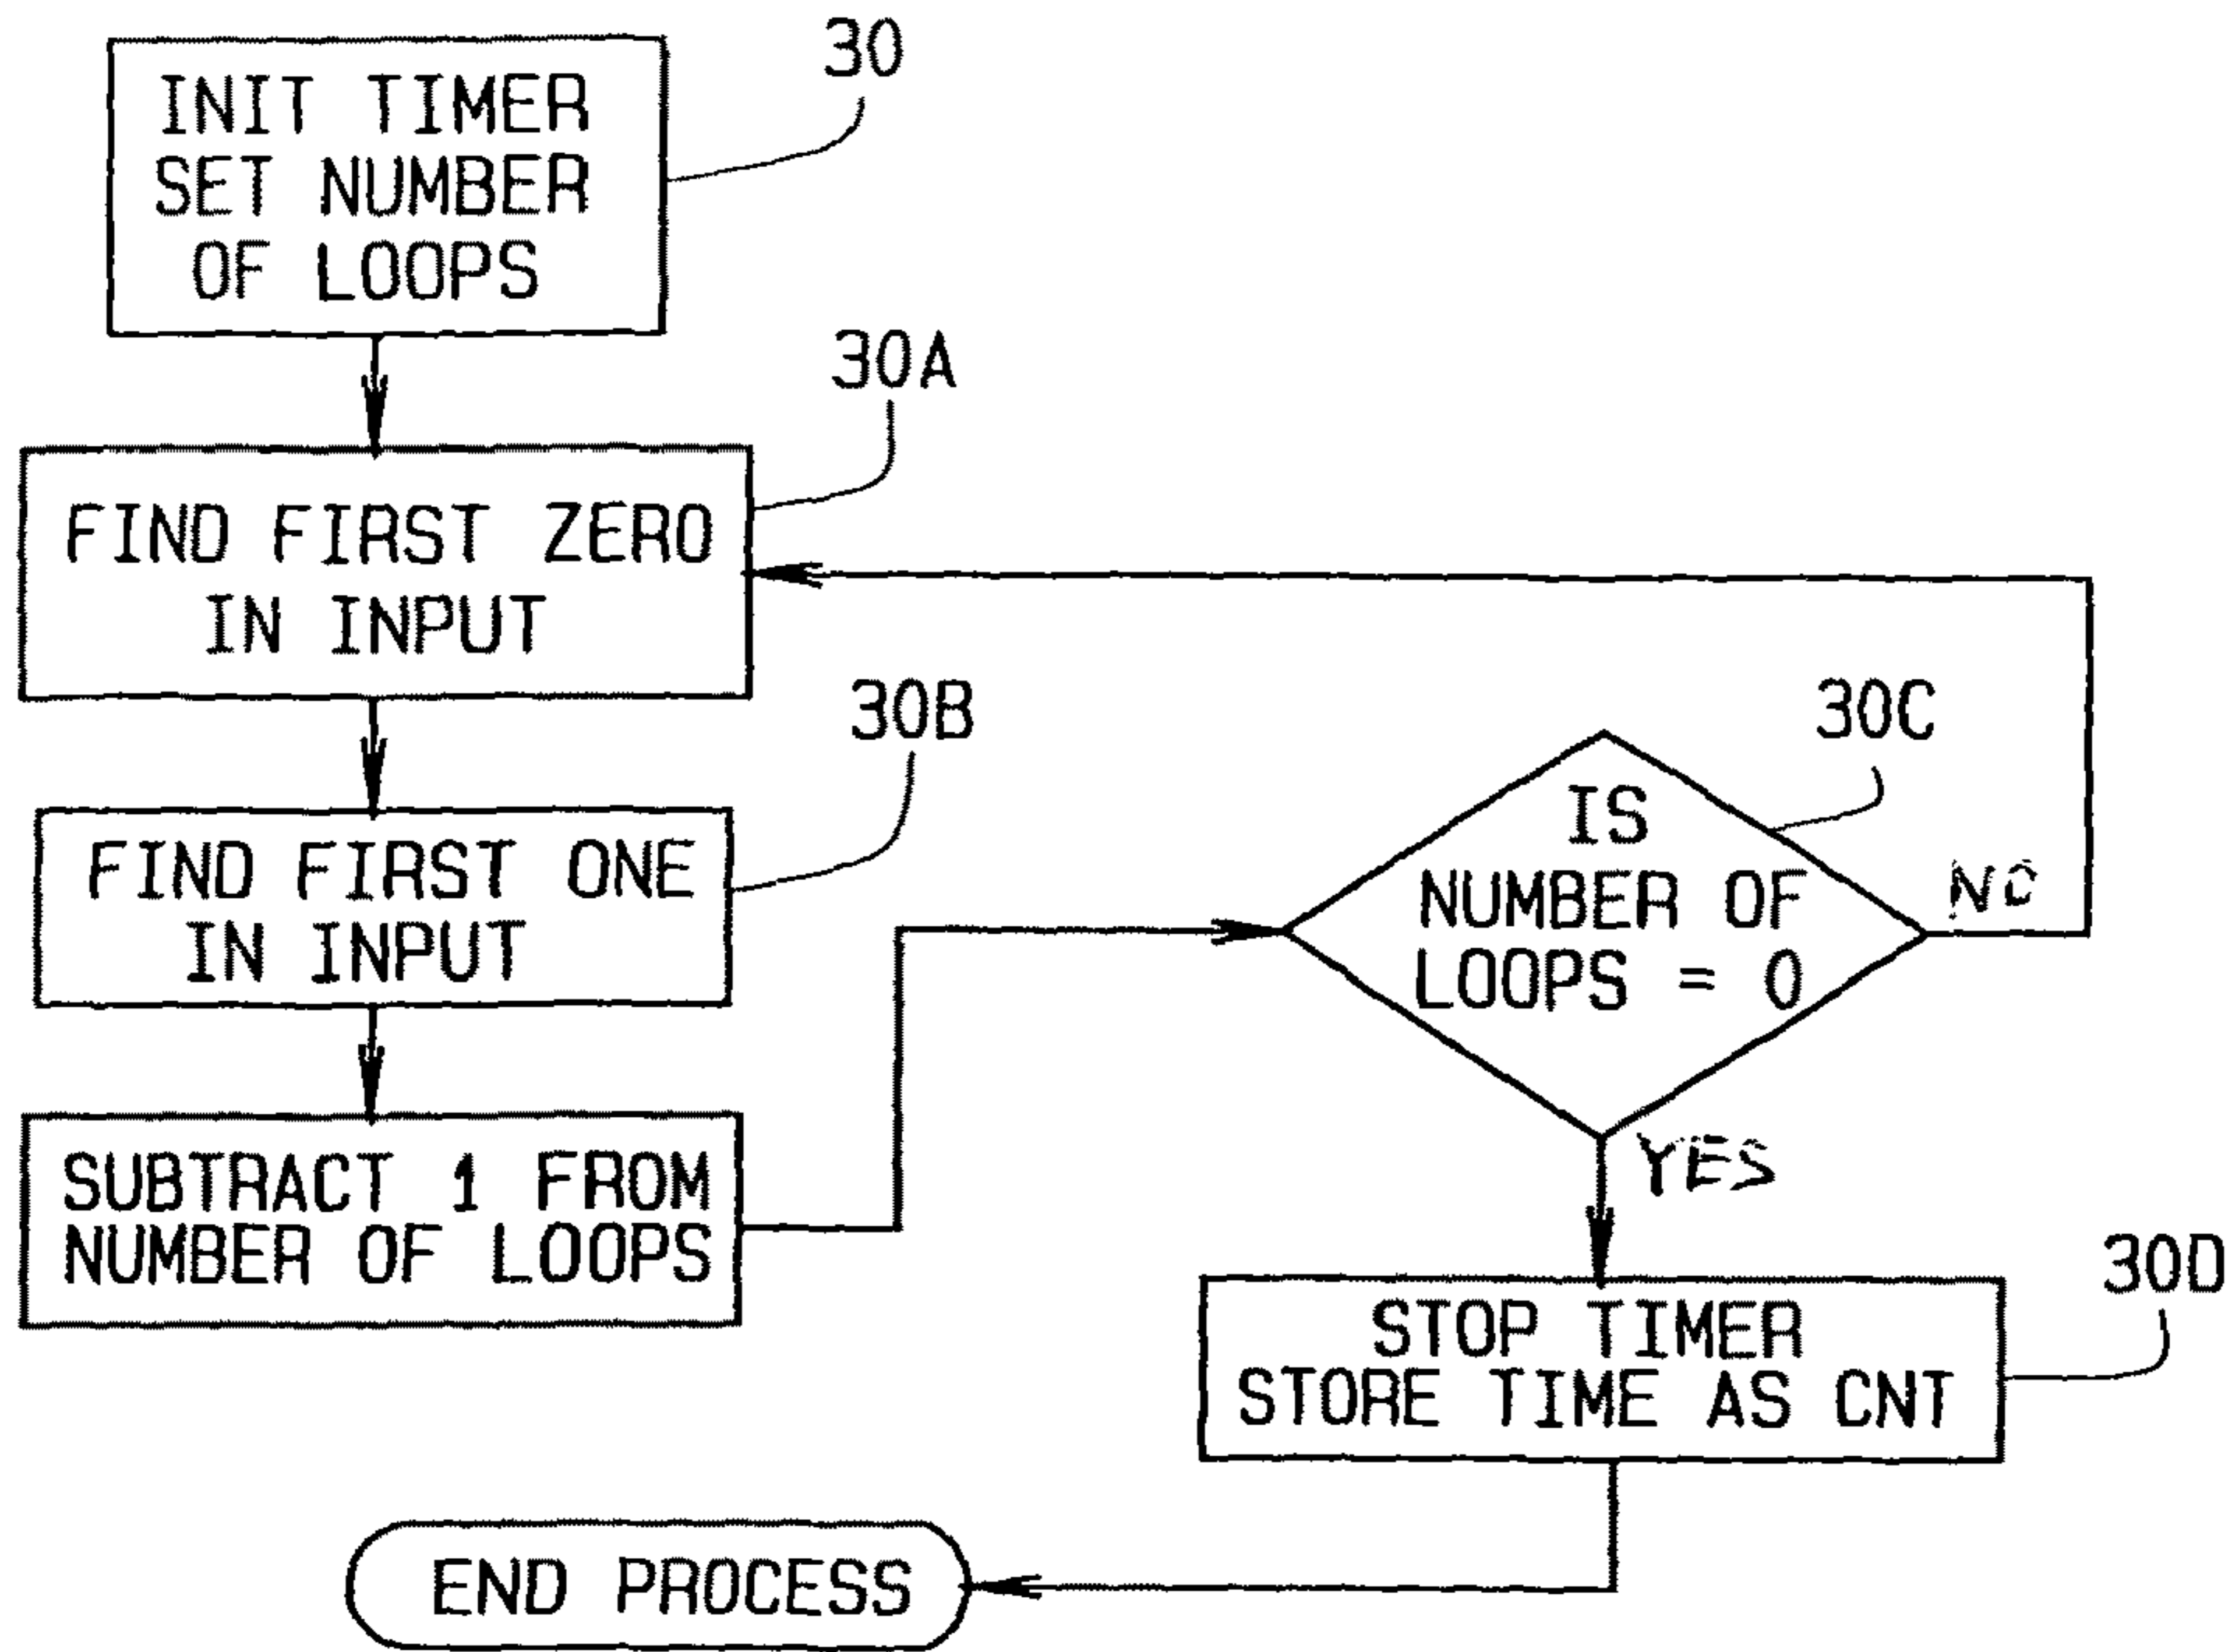 INIT TIMER
SET NUMBER
OF LOOPS
30
30A
FIND FIRST ZERO
IN INPUT
30B
FIND FIRST ONE
IN INPUT
SUBTRACT 1 FROM
NUMBER OF LOOPS
30C
IS
NUMBER OF
LOOPS = 0
NO
YES
30D
STOP TIMER
STORE TIME AS CNT
END PROCESS